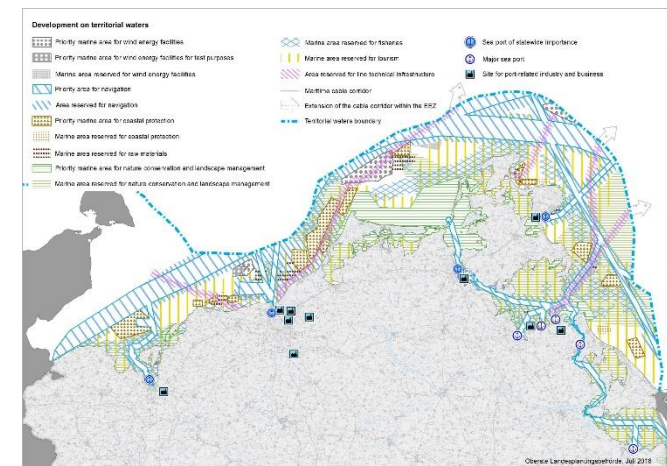 Development on territorial waters
Priority marine area for wind energy facilities
Priority marine area for wind energy facilities for test purposes
Marine area reserved for wind energy facilities
Priority area for navigation
Area reserved for navigation
Priority area for coastal protection
Marine area reserved for coastal protection
Marine area reserved for raw materials
Priority marine area for nature conservation and landscape management
Marine area reserved for nature conservation and landscape management
Marine area reserved for fisheries
Marine area reserved for tourism
Area reserved for line technical infrastructure
Maritime cable corridor
Extension of the cable corridor within the EEZ
Territorial waters boundary
Sea port of statewide importance
Major sea port
Site for port-related industry and business
Oberste Landesplanungsbehörde, Juli 2018